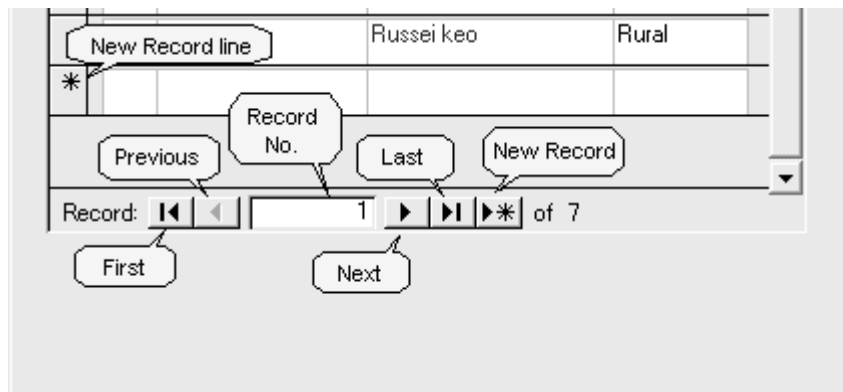 Russei keo Rural
New Record line
*
Record
No.
Previous
Last
New Record
Record: 1 of 7
First
Next